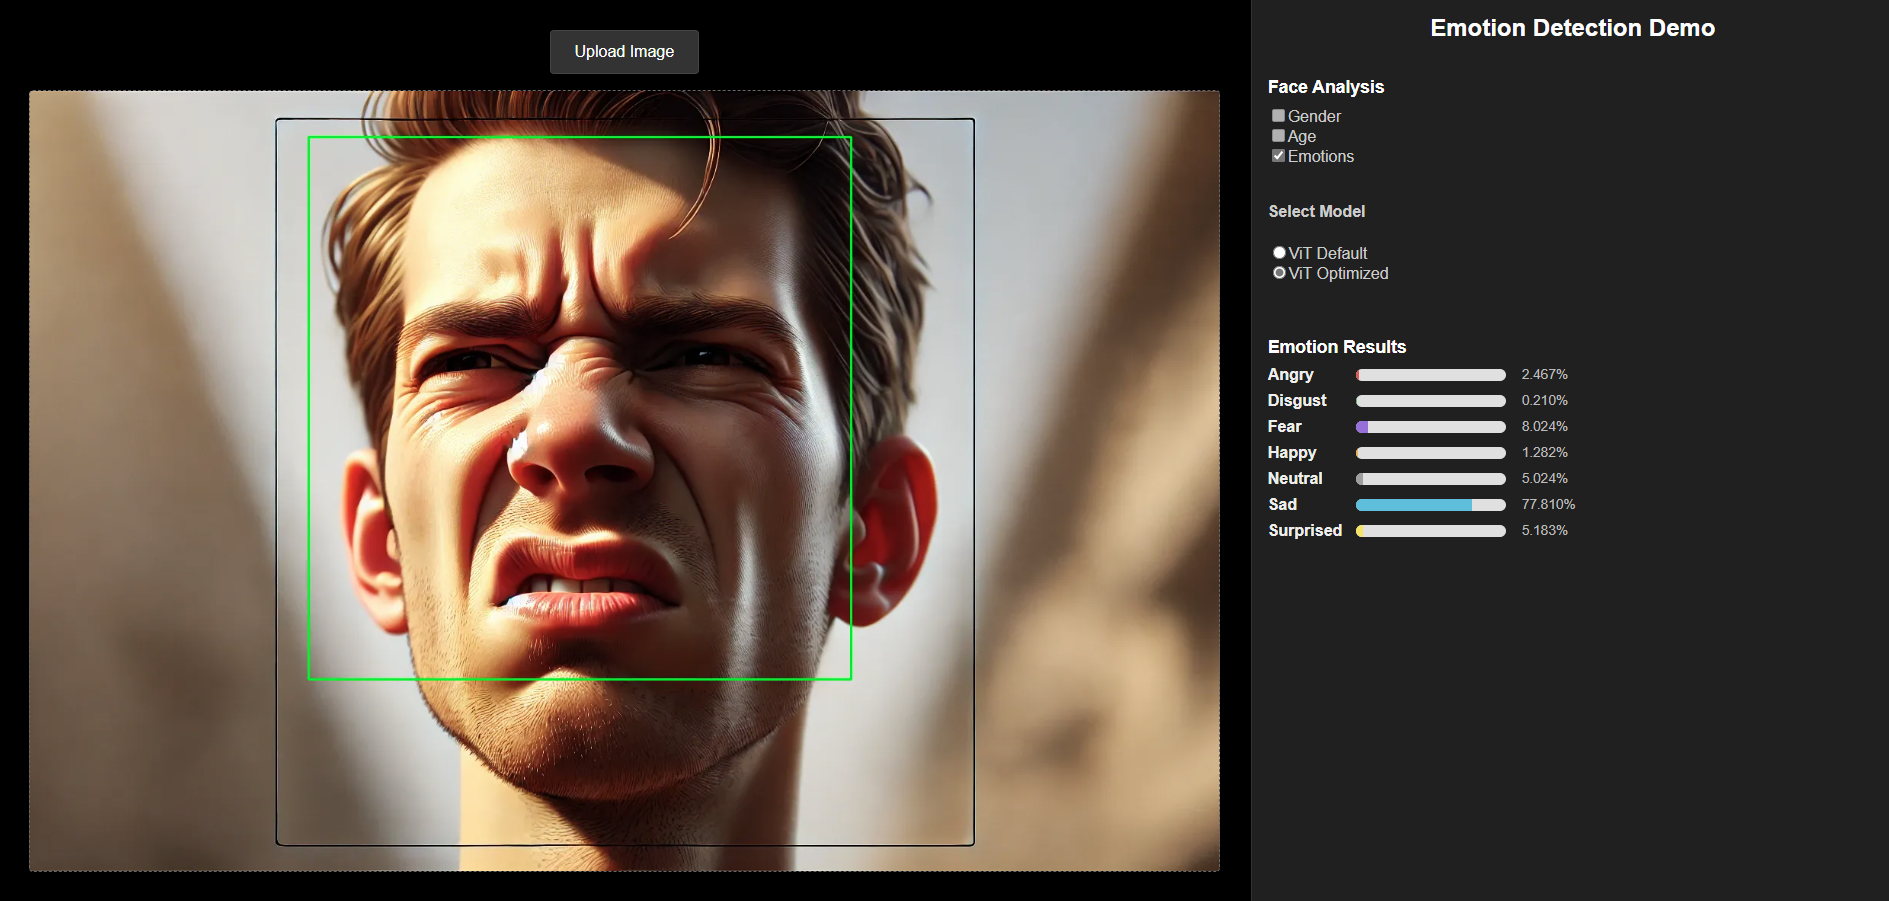 Upload Image
Emotion Detection Demo
Face Analysis
Gender
Age
Emotions
Select Model
ViT Default
ViT Optimized
Emotion Results
Angry 2.467%
Disgust 0.210%
Fear 8.024%
Happy 1.282%
Neutral 5.024%
Sad 77.810%
Surprised 5.183%